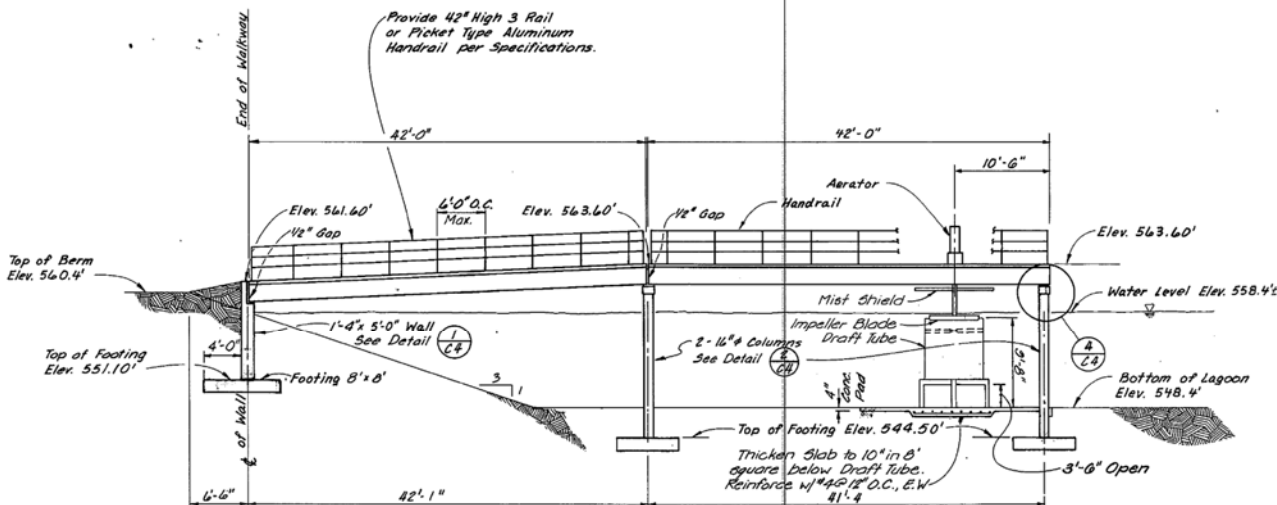 Provide 42" High 3 Rail
or Picket Type Aluminum
Handrail per Specifications.
End of Walkway
42'-0"
42'-0"
10'-6"
Aerator
Elev. 561.60'
1/2" Gap
6'-0" O.C.
Max.
Elev. 563.60'
1/2" Gap
Handrail
Elev. 563.60'
Top of Berm
Elev. 560.4'
Mist Shield
Water Level Elev. 558.4'±
Impeller Blade
Draft Tube
1'-4" x 5'-0" Wall
See Detail
1
C4
2-16"ϕ Columns
See Detail
2
C4
4
C4
8'-9"
Top of Footing
Elev. 551.10'
4'-0"
Footing 8' x 8'
3
1
4"
Conc.
Pad
Bottom of Lagoon
Elev. 548.4'
℄ of Wall
Top of Footing Elev. 544.50'
Thicken Slab to 10" in 8'
square below Draft Tube.
Reinforce w/ #4@12" O.C., E.W
3'-6" Open
6'-6"
42'-1"
41'-4